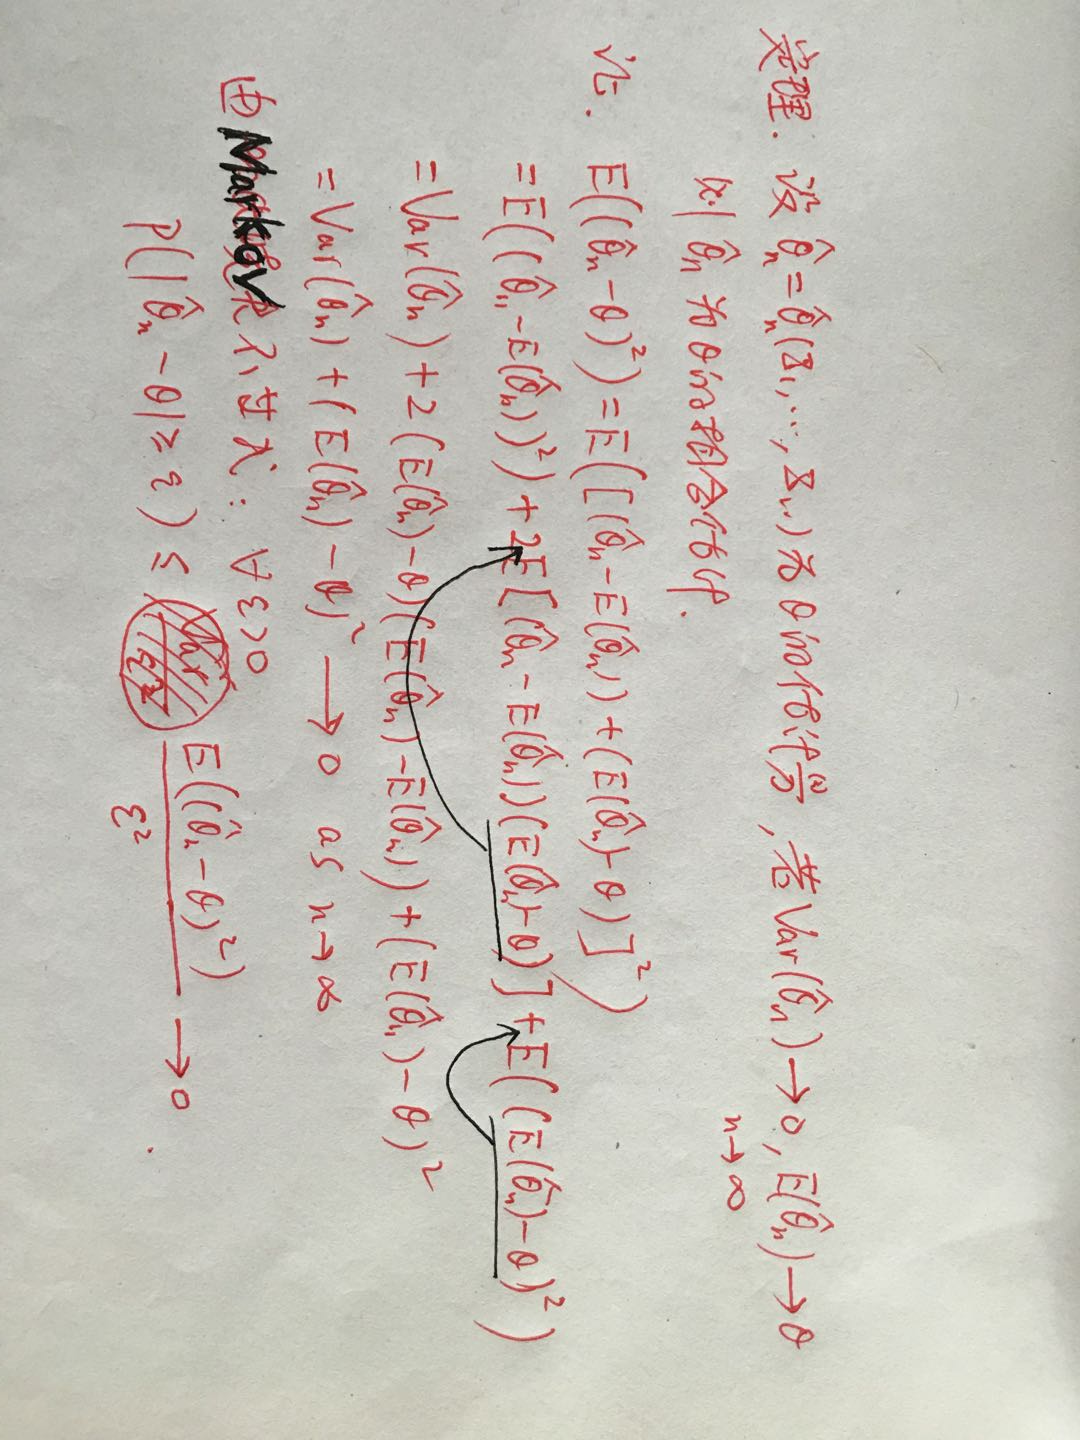 定理. 设 θ̂n = θ̂n(X1, ..., Xn) 为 θ 的估计量, 若 Var(θ̂n) → 0, E(θ̂n) → θ
n→∞
则 θ̂n 为 θ 的相合估计.
证. E((θ̂n - θ)²) = E([(θ̂n - E(θ̂n)) + (E(θ̂n) - θ)]²)
= E((θ̂n - E(θ̂n))²) + 2E[(θ̂n - E(θ̂n))(E(θ̂n) - θ)] + E((E(θ̂n) - θ)²)
= Var(θ̂n) + 2(E(θ̂n) - θ)(E(θ̂n) - E(θ̂n)) + (E(θ̂n) - θ)²
= Var(θ̂n) + (E(θ̂n) - θ)² → 0 as n → ∞
由 Markov 不等式: ∀ ε > 0
P(|θ̂n - θ| ≥ ε) ≤ E((θ̂n - θ)²) / ε² → 0.